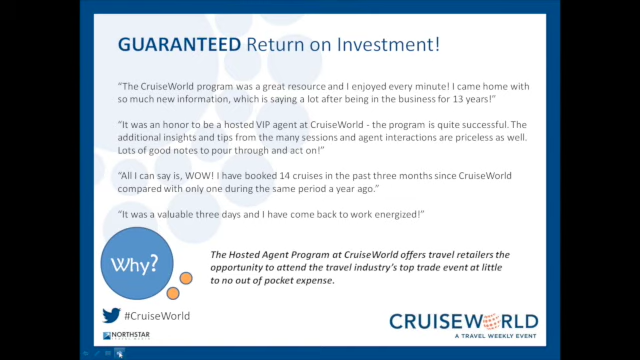 GUARANTEED Return on Investment!
“The CruiseWorld program was a great resource and I enjoyed every minute! I came home with
so much new information, which is saying a lot after being in the business for 13 years!”
“It was an honor to be a hosted VIP agent at CruiseWorld - the program is quite successful. The
additional insights and tips from the many sessions and agent interactions are priceless as well.
Lots of good notes to pour through and act on!”
“All I can say is, WOW! I have booked 14 cruises in the past three months since CruiseWorld
compared with only one during the same period a year ago.”
“It was a valuable three days and I have come back to work energized!”
Why?
The Hosted Agent Program at CruiseWorld offers travel retailers the
opportunity to attend the travel industry’s top trade event at little
to no out of pocket expense.
#CruiseWorld
NORTHSTAR
CRUISEWORLD
A TRAVEL WEEKLY EVENT